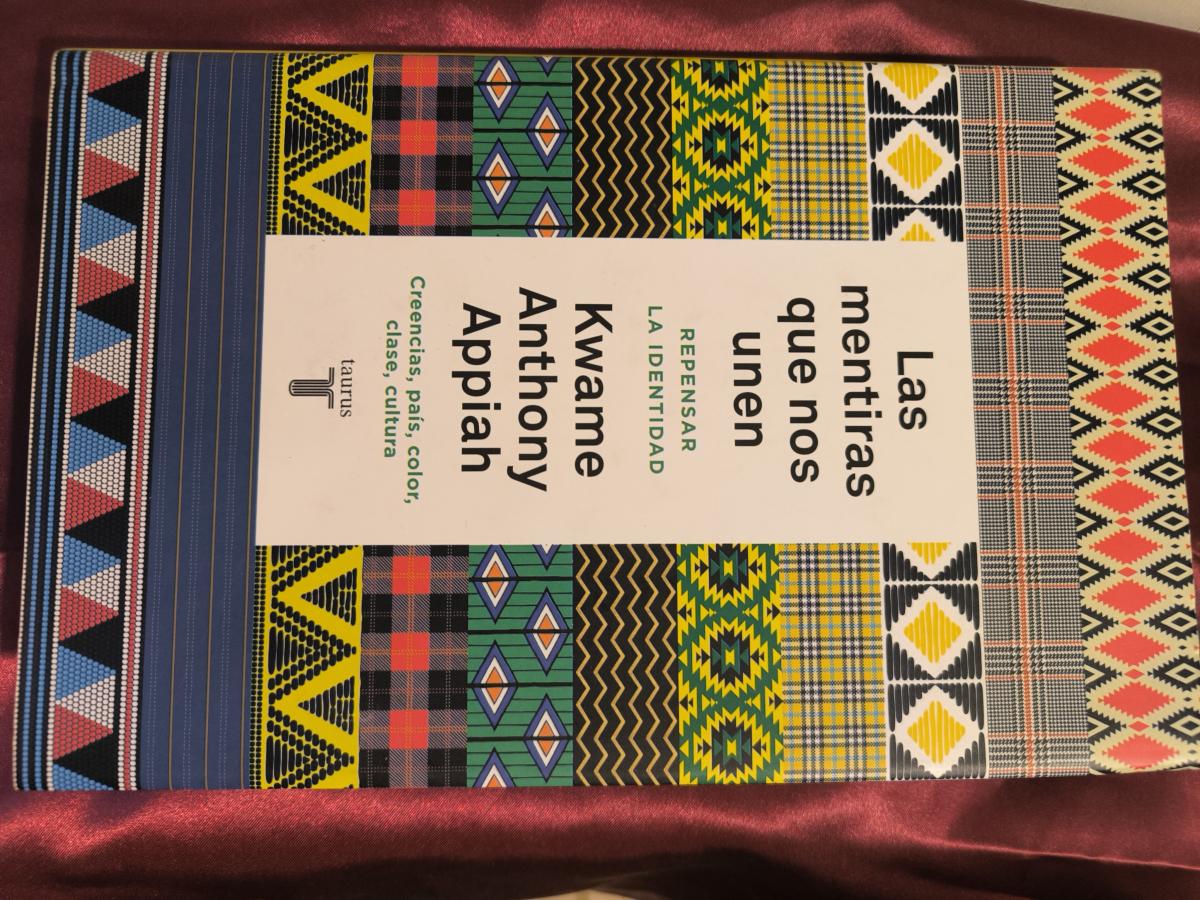 Las
mentiras
que nos
unen
REPENSAR
LA IDENTIDAD
Kwame
Anthony
Appiah
Creencias, país, color,
clase, cultura
taurus